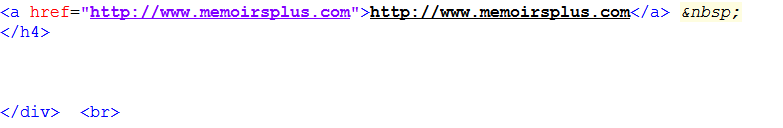 <a href="http://www.memoirsplus.com">http://www.memoirsplus.com</a> &nbsp;
</h4>
</div> <br>